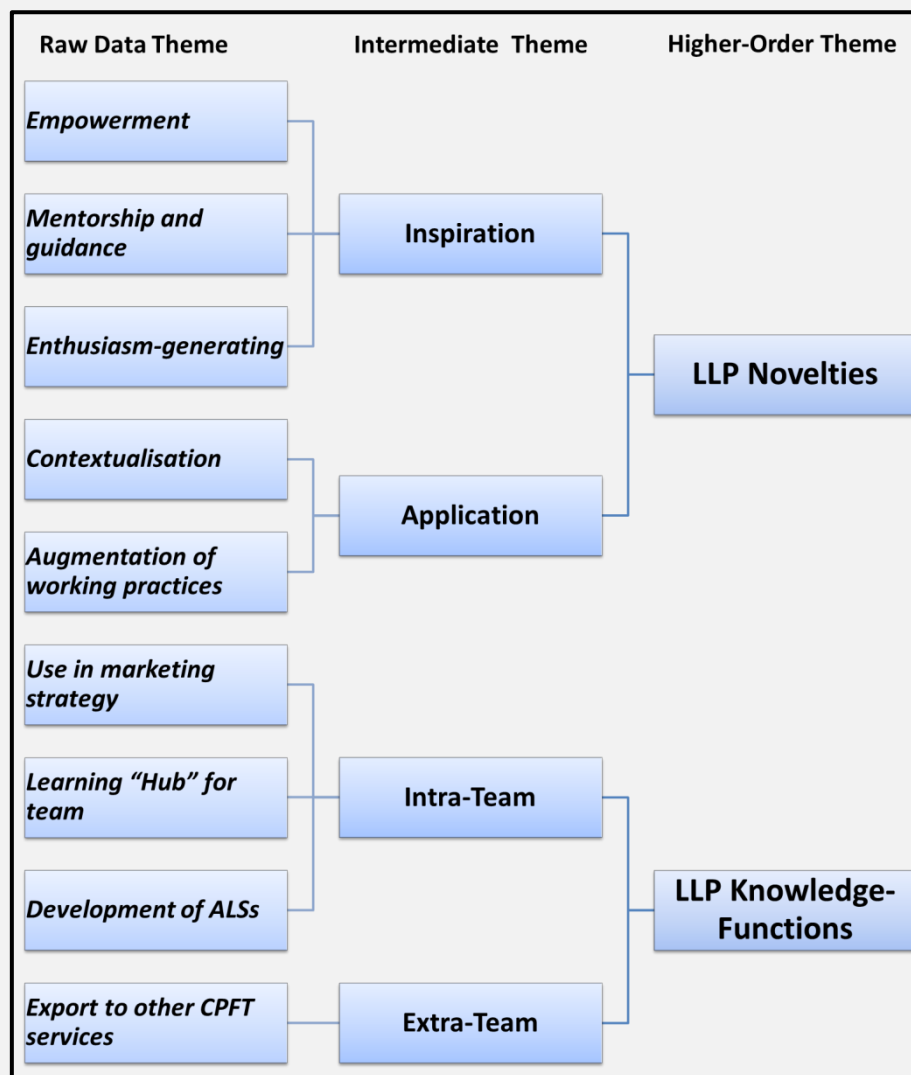 Raw Data Theme
Intermediate Theme
Higher-Order Theme
Empowerment
Mentorship and
guidance
Enthusiasm-generating
Contextualisation
Augmentation of
working practices
Use in marketing
strategy
Learning “Hub” for
team
Development of ALSs
Export to other CPFT
services
Inspiration
Application
Intra-Team
Extra-Team
LLP Novelties
LLP Knowledge-
Functions